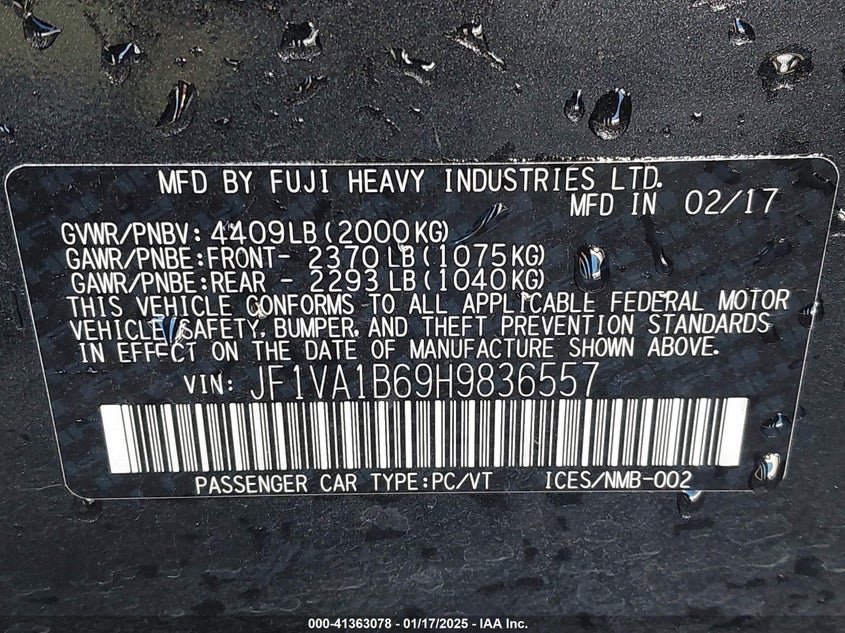 MFD BY FUJI HEAVY INDUSTRIES LTD.
MFD IN 02/17
GVWR/PNBV: 4409LB(2000KG)
GAWR/PNBE:FRONT- 2370LB(1075KG)
GAWR/PNBE:REAR - 2293LB(1040KG)
THIS VEHICLE CONFORMS TO ALL APPLICABLE FEDERAL MOTOR
VEHICLE SAFETY, BUMPER, AND THEFT PREVENTION STANDARDS
IN EFFECT ON THE DATE OF MANUFACTURE SHOWN ABOVE.
VIN: JF1VA1B69H9836557
PASSENGER CAR TYPE:PC/VT ICES/NMB-002
000-41363078 - 01/17/2025 - IAA Inc.